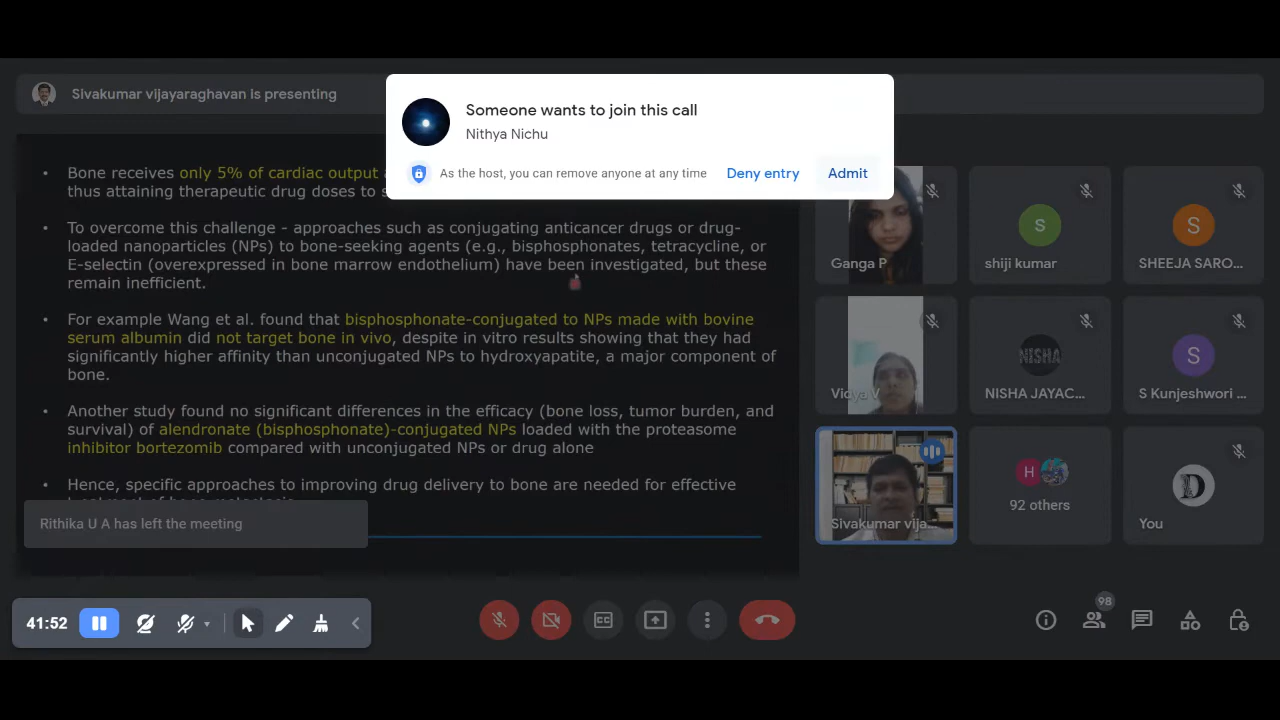 Sivakumar vijayaraghavan is presenting
Someone wants to join this call
Nithya Nichu
As the host, you can remove anyone at any time
Deny entry
Admit
• Bone receives only 5% of cardiac output
thus attaining therapeutic drug doses to
• To overcome this challenge - approaches such as conjugating anticancer drugs or drug-
loaded nanoparticles (NPs) to bone-seeking agents (e.g., bisphosphonates, tetracycline, or
E-selectin (overexpressed in bone marrow endothelium) have been investigated, but these
remain inefficient.
• For example Wang et al. found that bisphosphonate-conjugated to NPs made with bovine
serum albumin did not target bone in vivo, despite in vitro results showing that they had
significantly higher affinity than unconjugated NPs to hydroxyapatite, a major component of
bone.
• Another study found no significant differences in the efficacy (bone loss, tumor burden, and
survival) of alendronate (bisphosphonate)-conjugated NPs loaded with the proteasome
inhibitor bortezomib compared with unconjugated NPs or drug alone
• Hence, specific approaches to improving drug delivery to bone are needed for effective
Rithika U A has left the meeting
Ganga P
S
shiji kumar
S
SHEEJA SARO...
Vidya V
NISHA
NISHA JAYAC...
S
S Kunjeshwori ...
Sivakumar vija...
H
92 others
D
You
41:52
CC
98